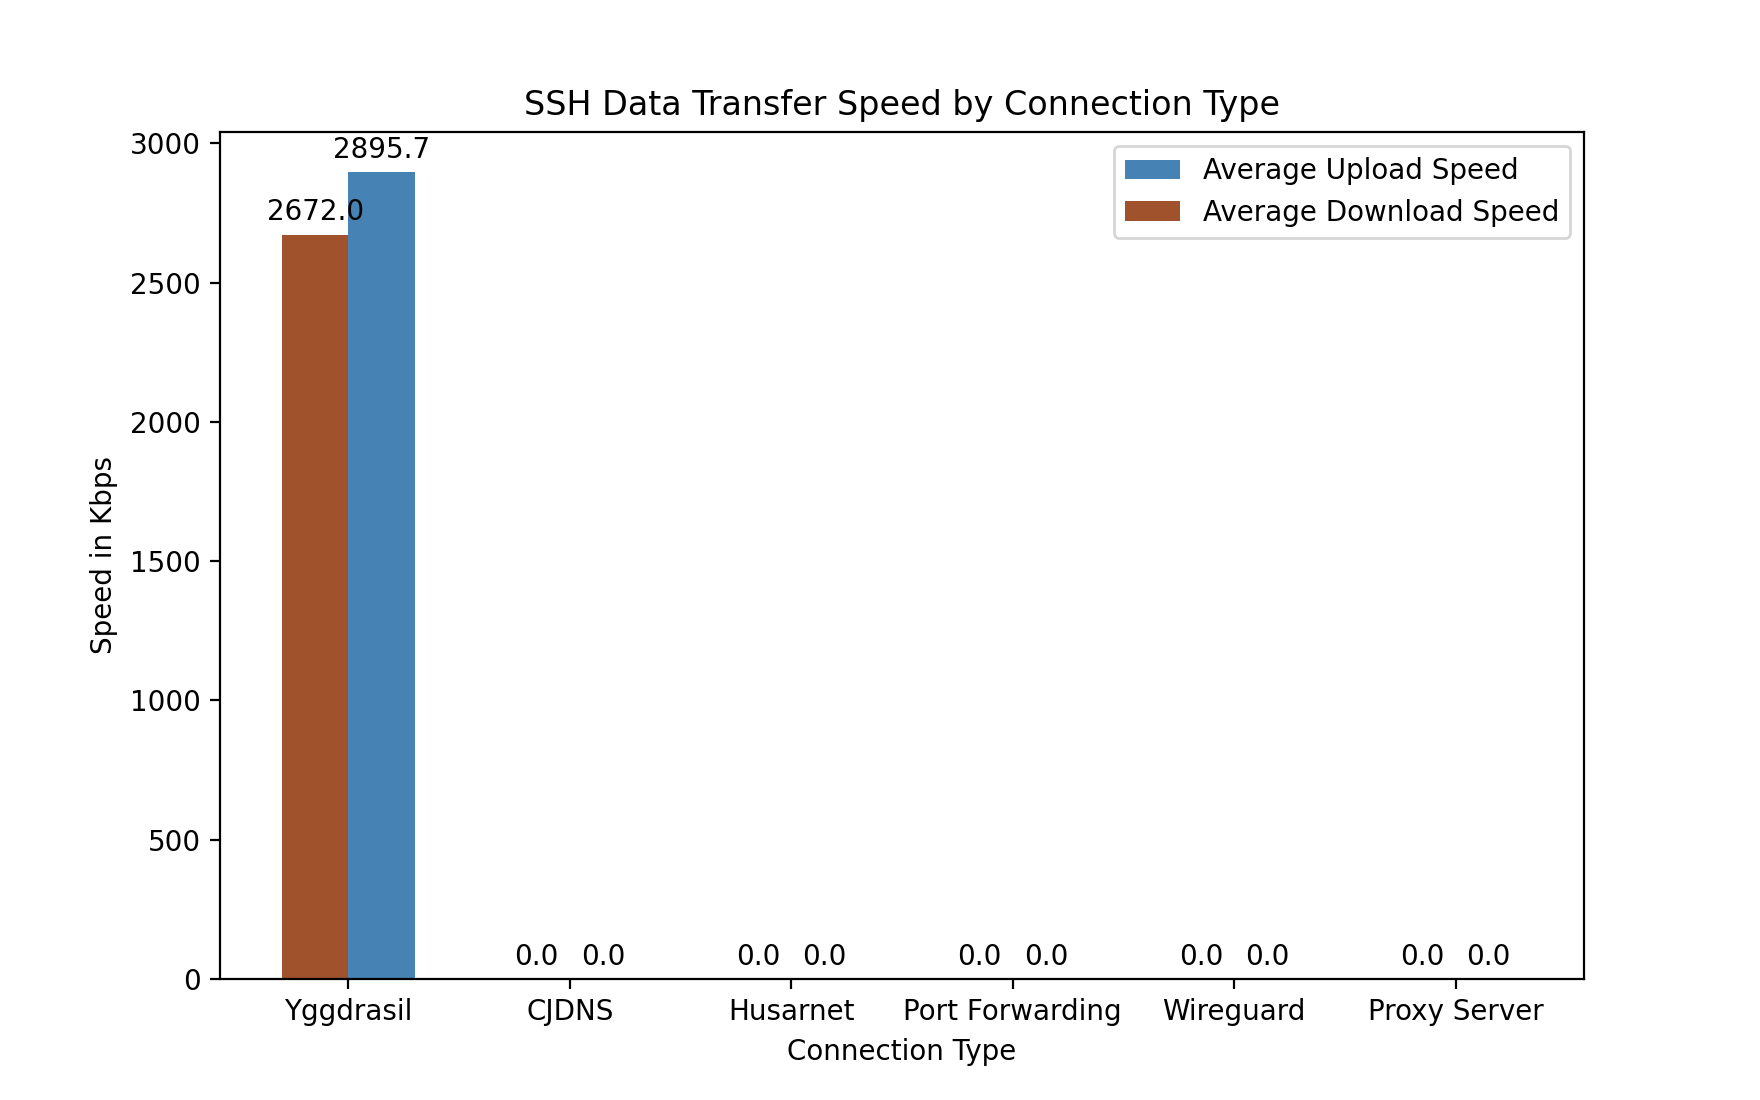 SSH Data Transfer Speed by Connection Type
3000
2500
2000
1500
1000
500
0
Speed in Kbps
2672.0
2895.7
Average Upload Speed
Average Download Speed
0.0 0.0 0.0 0.0 0.0 0.0 0.0 0.0 0.0 0.0
Yggdrasil CJDNS Husarnet Port Forwarding Wireguard Proxy Server
Connection Type